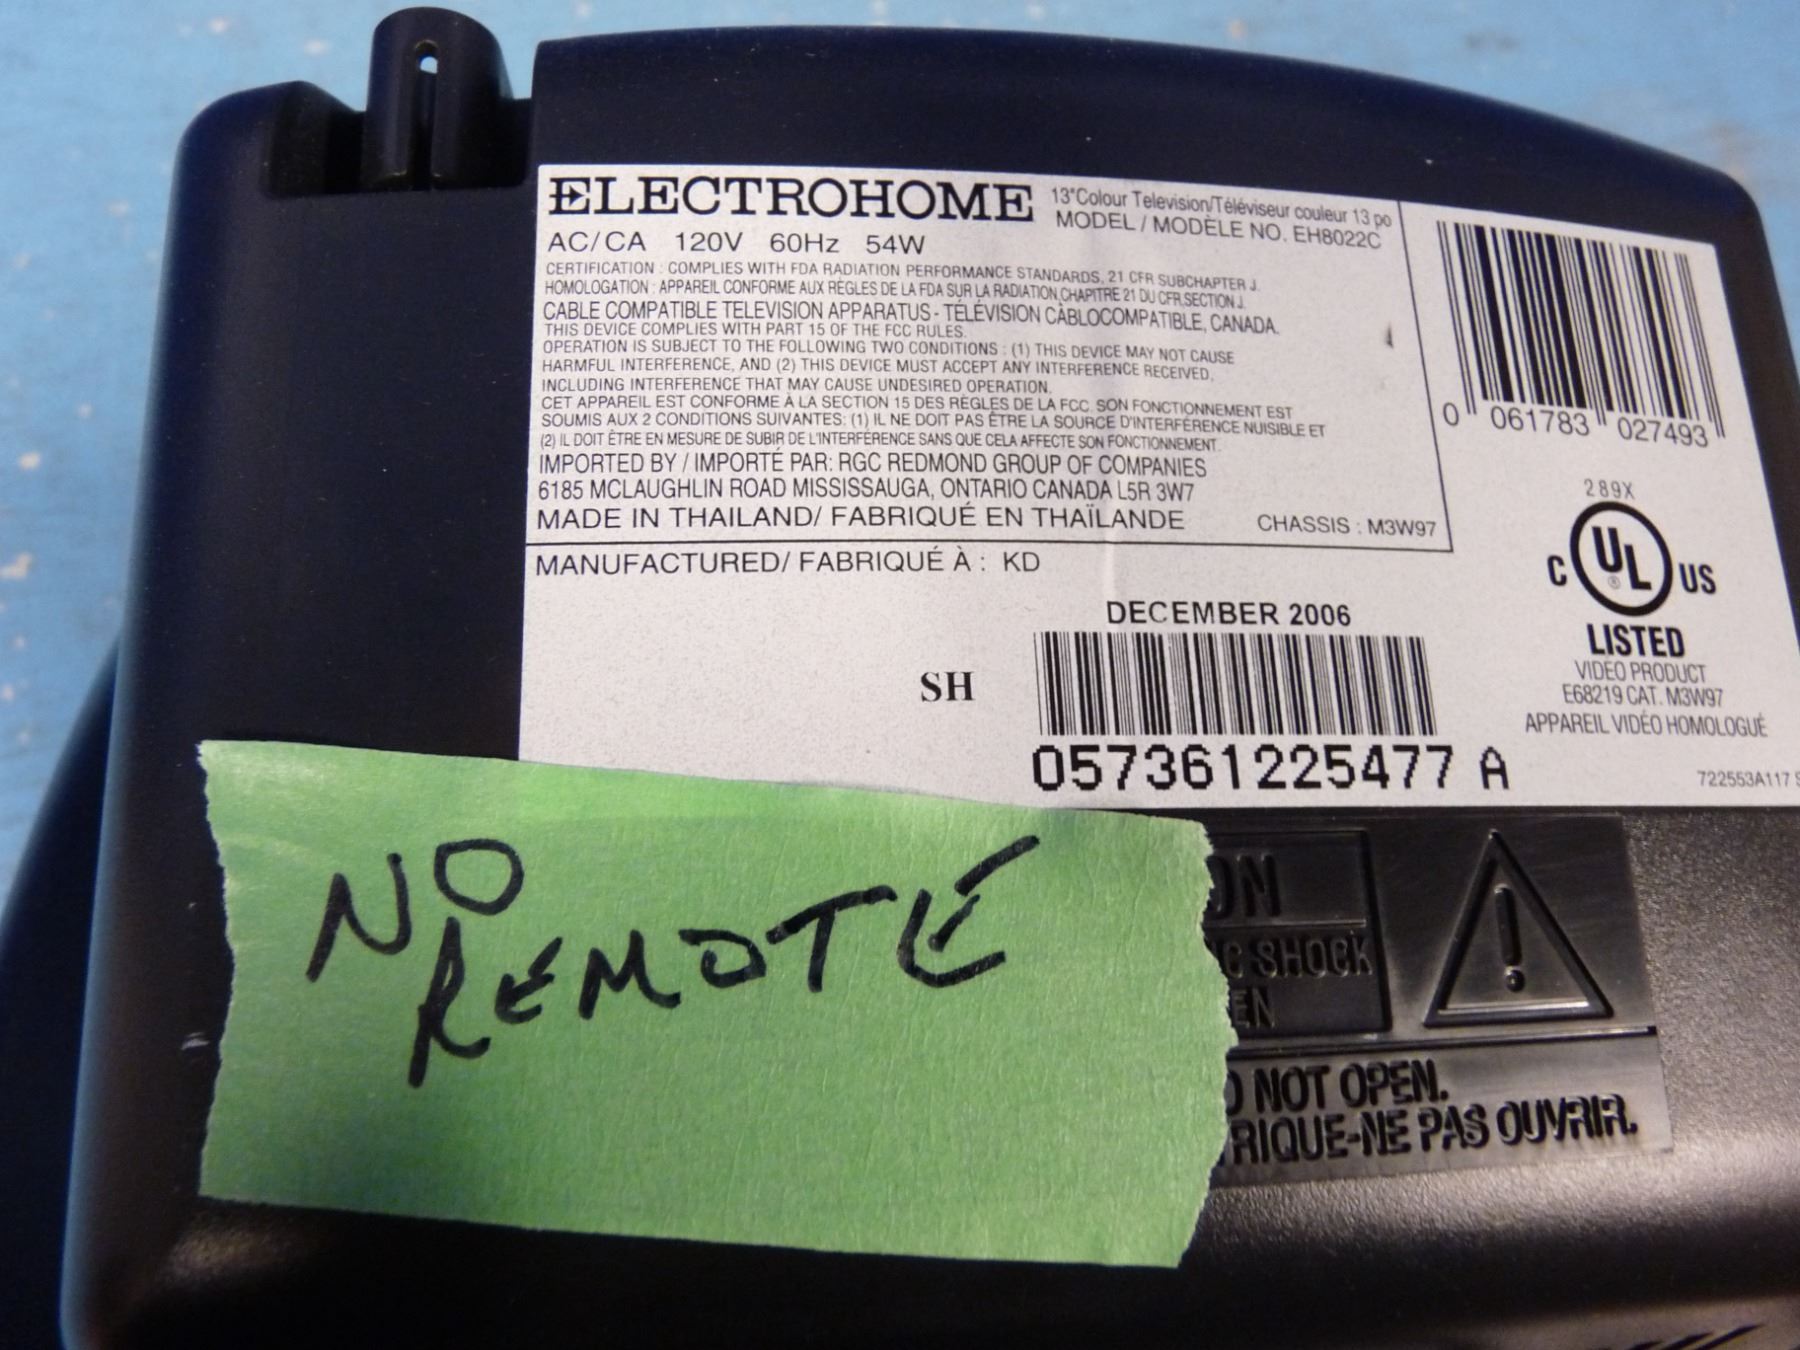 ELECTROHOME 13"Colour Television/Téléviseur couleur 13 po
MODEL / MODÈLE NO. EH8022C
AC/CA 120V 60Hz 54W
CERTIFICATION : COMPLIES WITH FDA RADIATION PERFORMANCE STANDARDS, 21 CFR SUBCHAPTER J.
HOMOLOGATION : APPAREIL CONFORME AUX RÈGLES DE LA FDA SUR LA RADIATION,CHAPITRE 21 DU CFR,SECTION J.
CABLE COMPATIBLE TELEVISION APPARATUS - TÉLÉVISION CÂBLOCOMPATIBLE, CANADA.
THIS DEVICE COMPLIES WITH PART 15 OF THE FCC RULES.
OPERATION IS SUBJECT TO THE FOLLOWING TWO CONDITIONS : (1) THIS DEVICE MAY NOT CAUSE
HARMFUL INTERFERENCE, AND (2) THIS DEVICE MUST ACCEPT ANY INTERFERENCE RECEIVED,
INCLUDING INTERFERENCE THAT MAY CAUSE UNDESIRED OPERATION.
CET APPAREIL EST CONFORME À LA SECTION 15 DES RÈGLES DE LA FCC. SON FONCTIONNEMENT EST
SOUMIS AUX 2 CONDITIONS SUIVANTES: (1) IL NE DOIT PAS ÊTRE LA SOURCE D'INTERFÉRENCE NUISIBLE ET
(2) IL DOIT ÊTRE EN MESURE DE SUBIR DE L'INTERFÉRENCE SANS QUE CELA AFFECTE SON FONCTIONNEMENT.
IMPORTED BY / IMPORTÉ PAR: RGC REDMOND GROUP OF COMPANIES
6185 MCLAUGHLIN ROAD MISSISSAUGA, ONTARIO CANADA L5R 3W7
MADE IN THAILAND/ FABRIQUÉ EN THAÏLANDE CHASSIS : M3W97
MANUFACTURED/ FABRIQUÉ À : KD
0 061783 027493
289X
C UL ® US
LISTED
VIDEO PRODUCT
E68219 CAT. M3W97
APPAREIL VIDÉO HOMOLOGUÉ
DECEMBER 2006
SH
057361225477 A
722553A117 S
NO
REMOTE
ON
G SHOCK
EN
O NOT OPEN.
RIQUE-NE PAS OUVRIR.